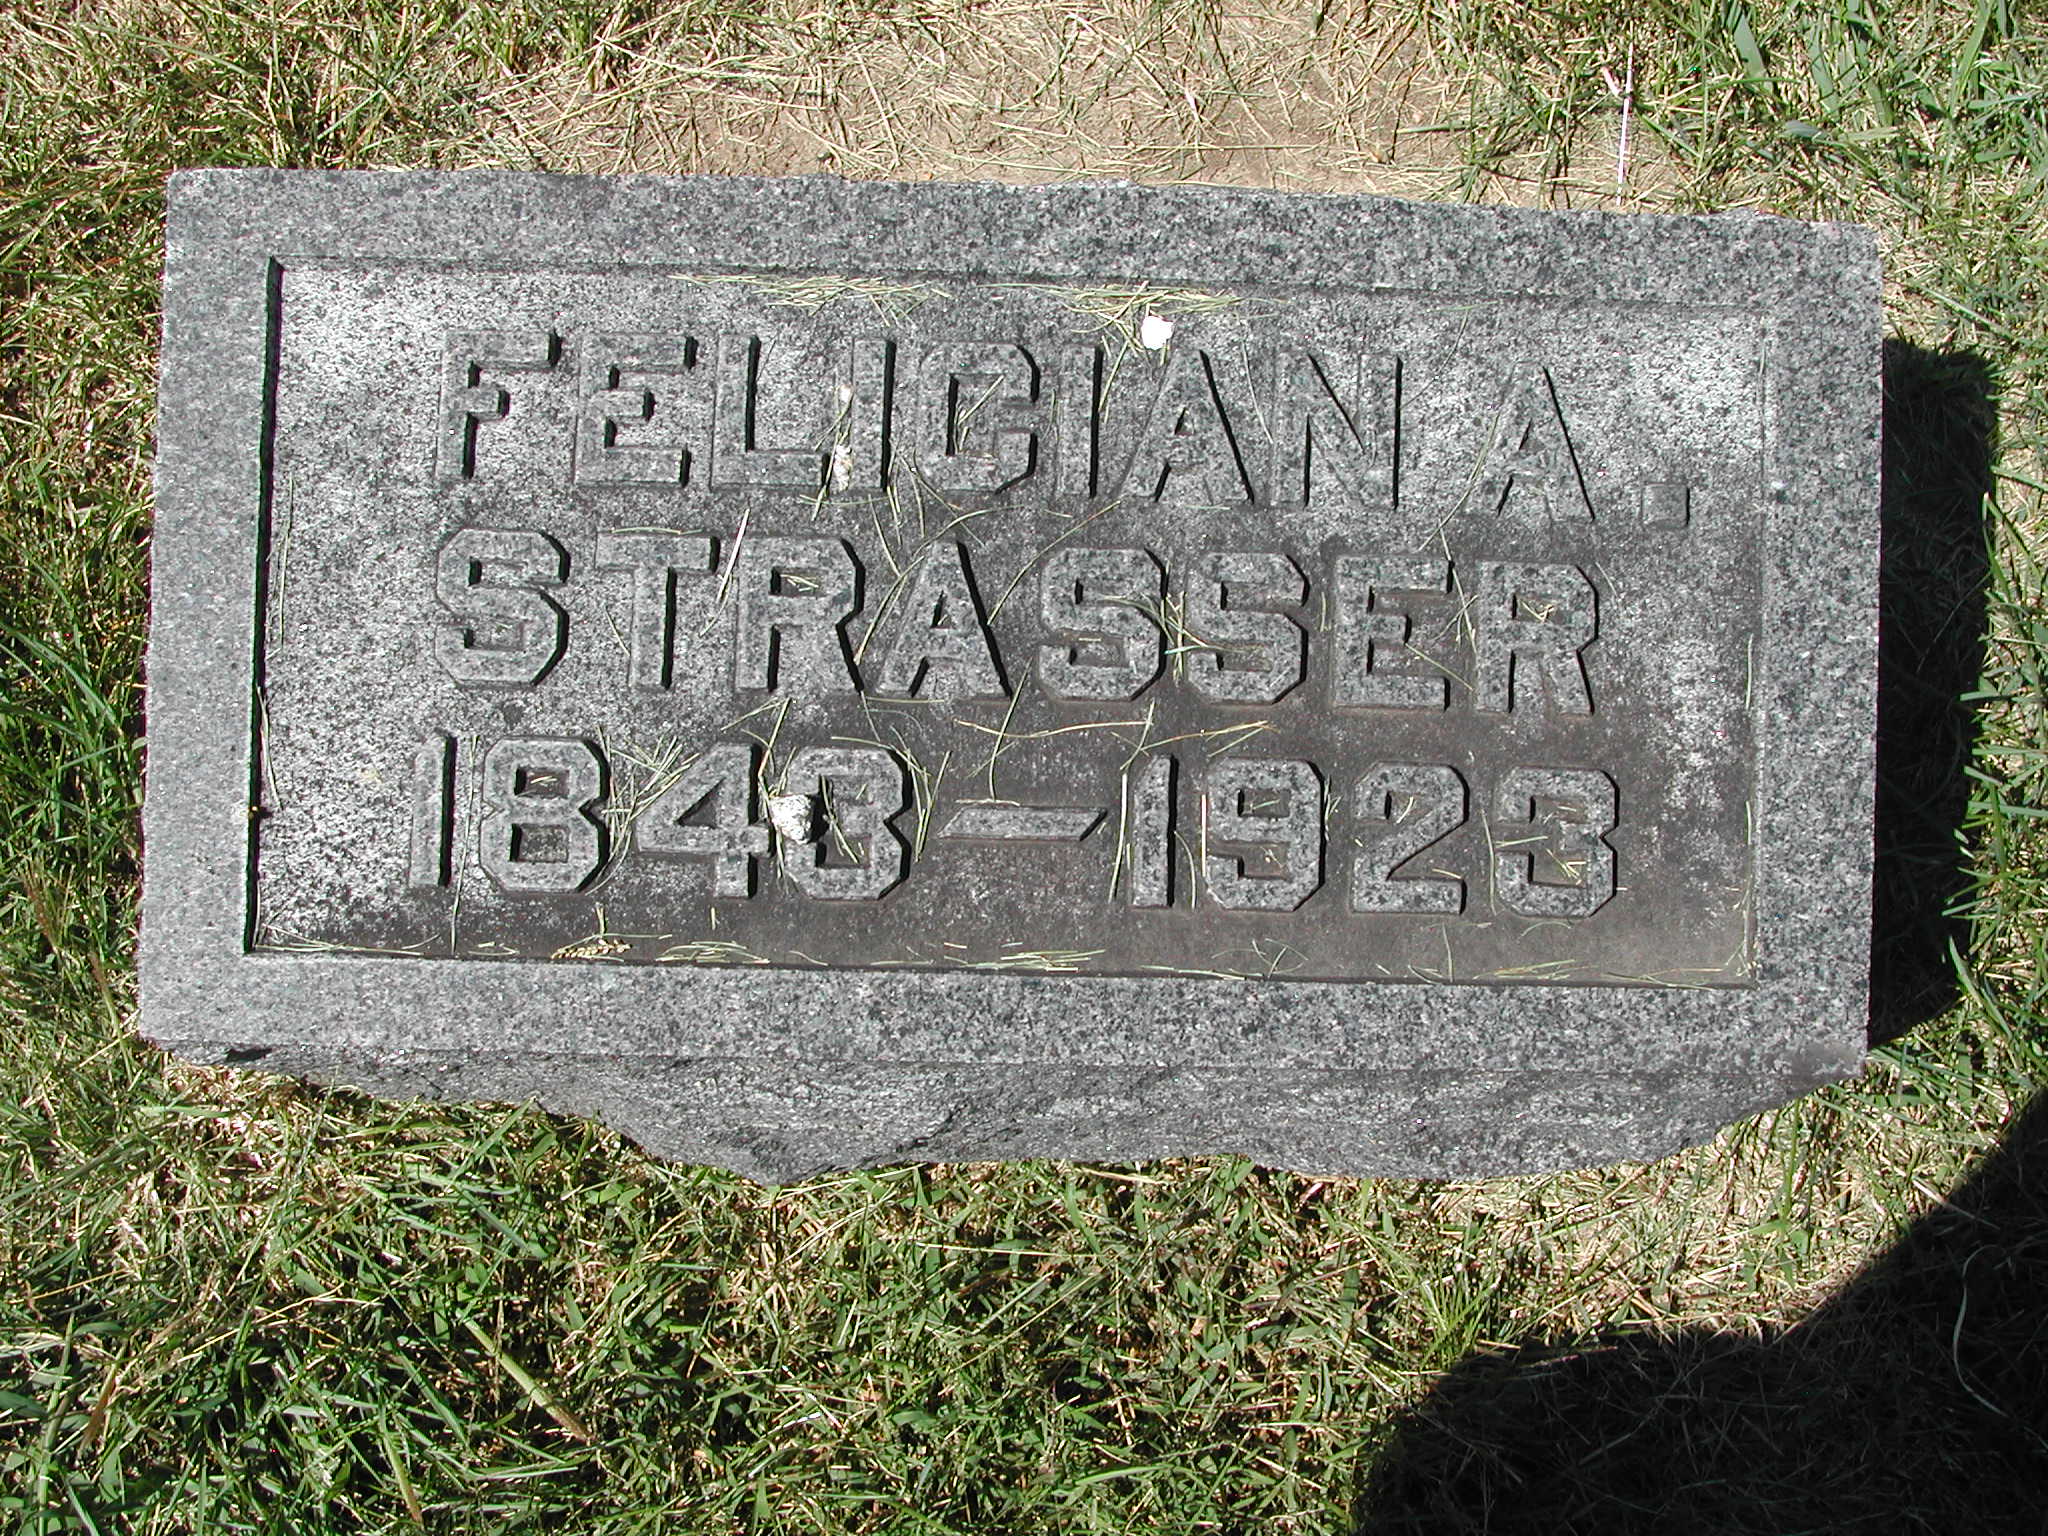 FELICIAN A.
STRASSER
1843-1923